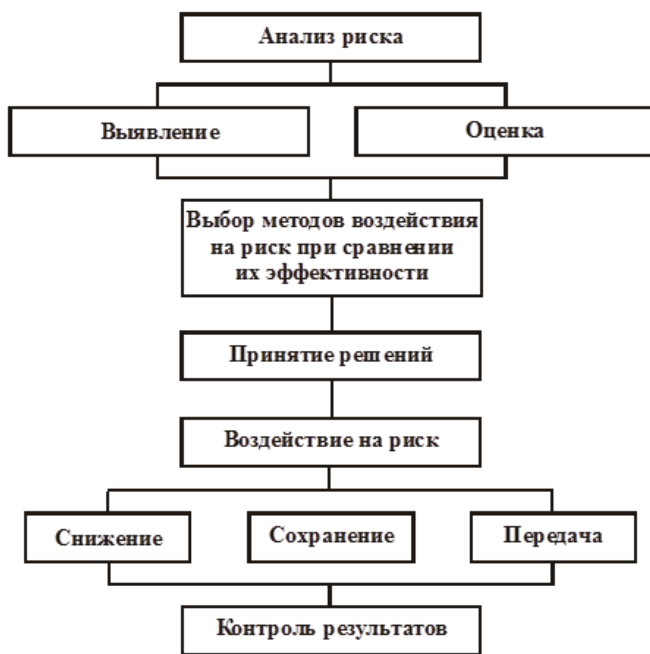 Анализ риска
Выявление
Оценка
Выбор методов воздействия
на риск при сравнении
их эффективности
Принятие решений
Воздействие на риск
Снижение
Сохранение
Передача
Контроль результатов